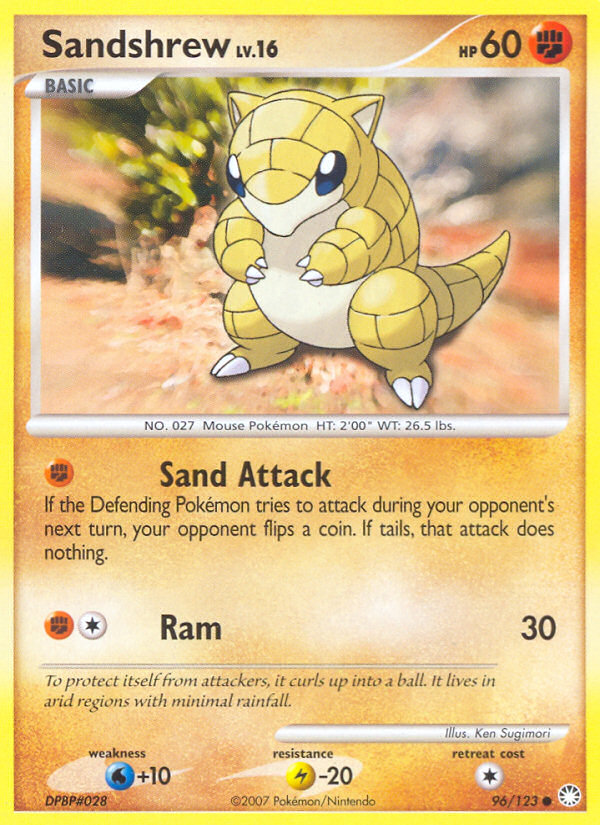 Sandshrew LV.16
HP 60
BASIC
NO. 027 Mouse Pokémon HT: 2'00" WT: 26.5 lbs.
Sand Attack
If the Defending Pokémon tries to attack during your opponent's
next turn, your opponent flips a coin. If tails, that attack does
nothing.
Ram 30
To protect itself from attackers, it curls up into a ball. It lives in
arid regions with minimal rainfall.
Illus. Ken Sugimori
weakness resistance retreat cost
+10 -20
DPBP#028 ©2007 Pokémon/Nintendo 96/123